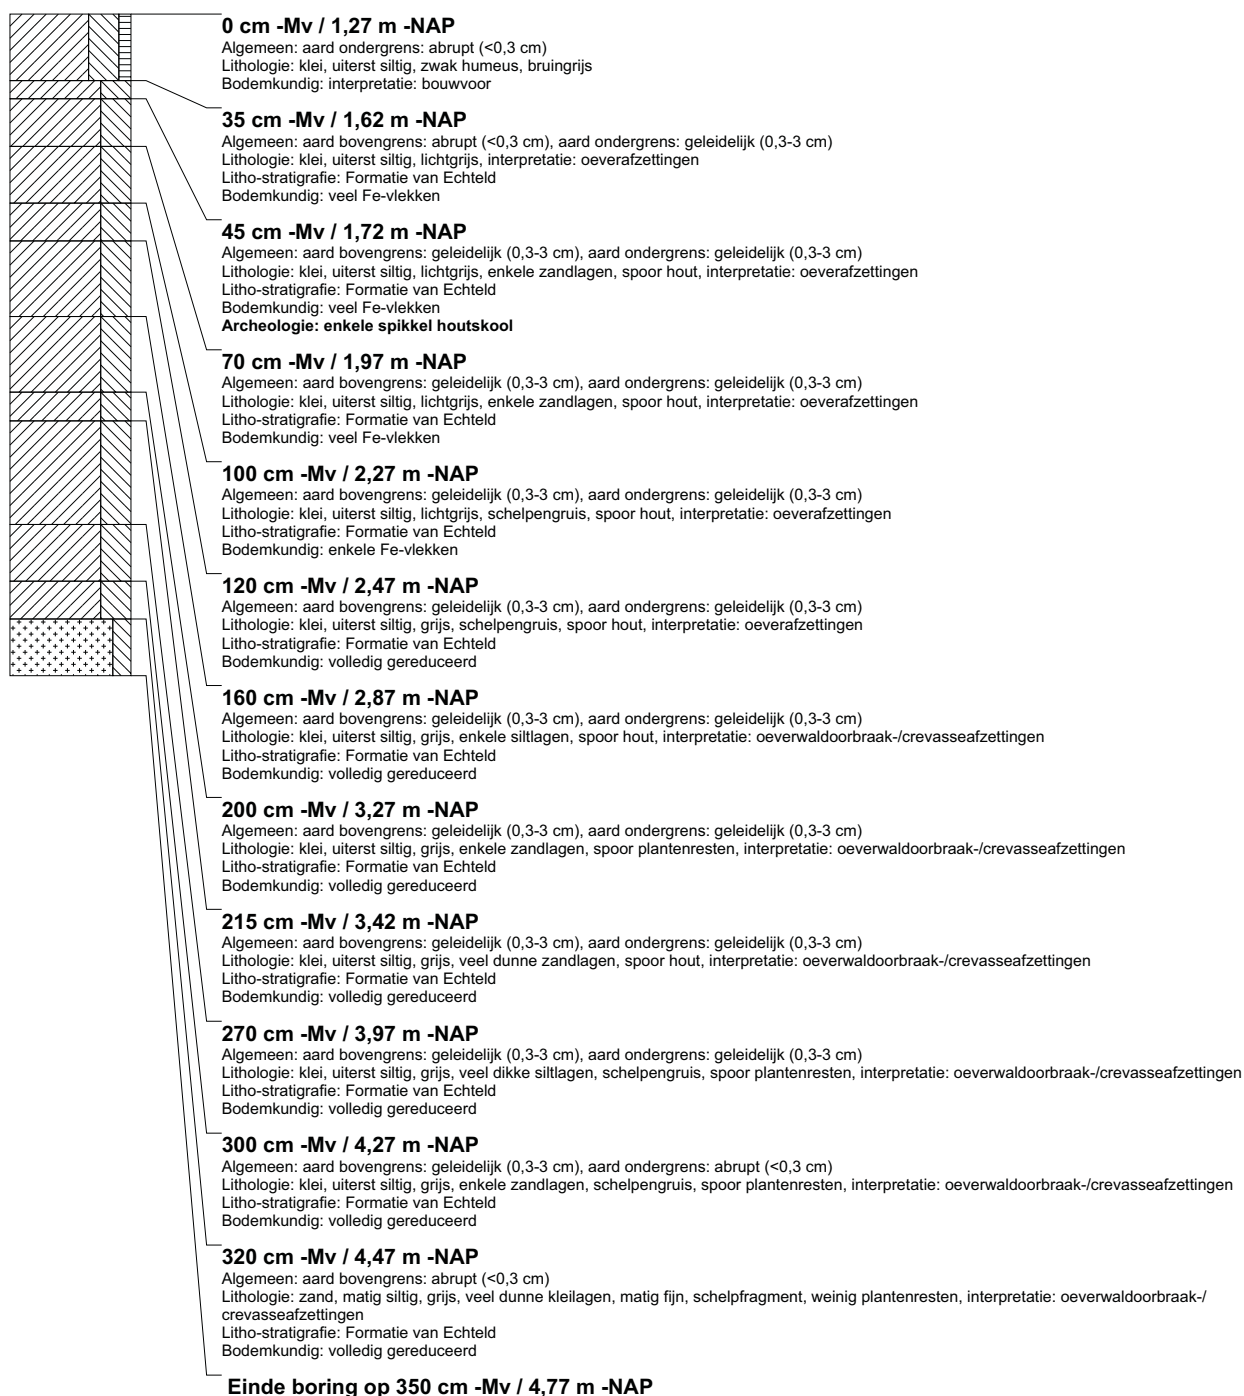 0 cm -Mv / 1,27 m -NAP
Algemeen: aard ondergrens: abrupt (<0,3 cm)
Lithologie: klei, uiterst siltig, zwak humeus, bruingrijs
Bodemkundig: interpretatie: bouwvoor
35 cm -Mv / 1,62 m -NAP
Algemeen: aard bovengrens: abrupt (<0,3 cm), aard ondergrens: geleidelijk (0,3-3 cm)
Lithologie: klei, uiterst siltig, lichtgrijs, interpretatie: oeverafzettingen
Litho-stratigrafie: Formatie van Echteld
Bodemkundig: veel Fe-vlekken
45 cm -Mv / 1,72 m -NAP
Algemeen: aard bovengrens: geleidelijk (0,3-3 cm), aard ondergrens: geleidelijk (0,3-3 cm)
Lithologie: klei, uiterst siltig, lichtgrijs, enkele zandlagen, spoor hout, interpretatie: oeverafzettingen
Litho-stratigrafie: Formatie van Echteld
Bodemkundig: veel Fe-vlekken
Archeologie: enkele spikkel houtskool
70 cm -Mv / 1,97 m -NAP
Algemeen: aard bovengrens: geleidelijk (0,3-3 cm), aard ondergrens: geleidelijk (0,3-3 cm)
Lithologie: klei, uiterst siltig, lichtgrijs, enkele zandlagen, spoor hout, interpretatie: oeverafzettingen
Litho-stratigrafie: Formatie van Echteld
Bodemkundig: veel Fe-vlekken
100 cm -Mv / 2,27 m -NAP
Algemeen: aard bovengrens: geleidelijk (0,3-3 cm), aard ondergrens: geleidelijk (0,3-3 cm)
Lithologie: klei, uiterst siltig, lichtgrijs, schelpengruis, spoor hout, interpretatie: oeverafzettingen
Litho-stratigrafie: Formatie van Echteld
Bodemkundig: enkele Fe-vlekken
120 cm -Mv / 2,47 m -NAP
Algemeen: aard bovengrens: geleidelijk (0,3-3 cm), aard ondergrens: geleidelijk (0,3-3 cm)
Lithologie: klei, uiterst siltig, grijs, schelpengruis, spoor hout, interpretatie: oeverafzettingen
Litho-stratigrafie: Formatie van Echteld
Bodemkundig: volledig gereduceerd
160 cm -Mv / 2,87 m -NAP
Algemeen: aard bovengrens: geleidelijk (0,3-3 cm), aard ondergrens: geleidelijk (0,3-3 cm)
Lithologie: klei, uiterst siltig, grijs, enkele siltlagen, spoor hout, interpretatie: oeverwaldoorbraak-/crevasseafzettingen
Litho-stratigrafie: Formatie van Echteld
Bodemkundig: volledig gereduceerd
200 cm -Mv / 3,27 m -NAP
Algemeen: aard bovengrens: geleidelijk (0,3-3 cm), aard ondergrens: geleidelijk (0,3-3 cm)
Lithologie: klei, uiterst siltig, grijs, enkele zandlagen, spoor plantenresten, interpretatie: oeverwaldoorbraak-/crevasseafzettingen
Litho-stratigrafie: Formatie van Echteld
Bodemkundig: volledig gereduceerd
215 cm -Mv / 3,42 m -NAP
Algemeen: aard bovengrens: geleidelijk (0,3-3 cm), aard ondergrens: geleidelijk (0,3-3 cm)
Lithologie: klei, uiterst siltig, grijs, veel dunne zandlagen, spoor hout, interpretatie: oeverwaldoorbraak-/crevasseafzettingen
Litho-stratigrafie: Formatie van Echteld
Bodemkundig: volledig gereduceerd
270 cm -Mv / 3,97 m -NAP
Algemeen: aard bovengrens: geleidelijk (0,3-3 cm), aard ondergrens: geleidelijk (0,3-3 cm)
Lithologie: klei, uiterst siltig, grijs, veel dikke siltlagen, schelpengruis, spoor plantenresten, interpretatie: oeverwaldoorbraak-/crevasseafzettingen
Litho-stratigrafie: Formatie van Echteld
Bodemkundig: volledig gereduceerd
300 cm -Mv / 4,27 m -NAP
Algemeen: aard bovengrens: geleidelijk (0,3-3 cm), aard ondergrens: abrupt (<0,3 cm)
Lithologie: klei, uiterst siltig, grijs, enkele zandlagen, schelpengruis, spoor plantenresten, interpretatie: oeverwaldoorbraak-/crevasseafzettingen
Litho-stratigrafie: Formatie van Echteld
Bodemkundig: volledig gereduceerd
320 cm -Mv / 4,47 m -NAP
Algemeen: aard bovengrens: abrupt (<0,3 cm)
Lithologie: zand, matig siltig, grijs, veel dunne kleilagen, matig fijn, schelpfragment, weinig plantenresten, interpretatie: oeverwaldoorbraak-/
crevasseafzettingen
Litho-stratigrafie: Formatie van Echteld
Bodemkundig: volledig gereduceerd
Einde boring op 350 cm -Mv / 4,77 m -NAP